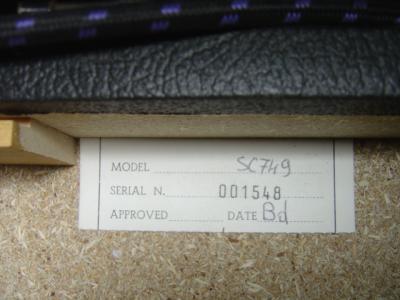 MODEL SC749
SERIAL N. 001548
APPROVED DATE Bd